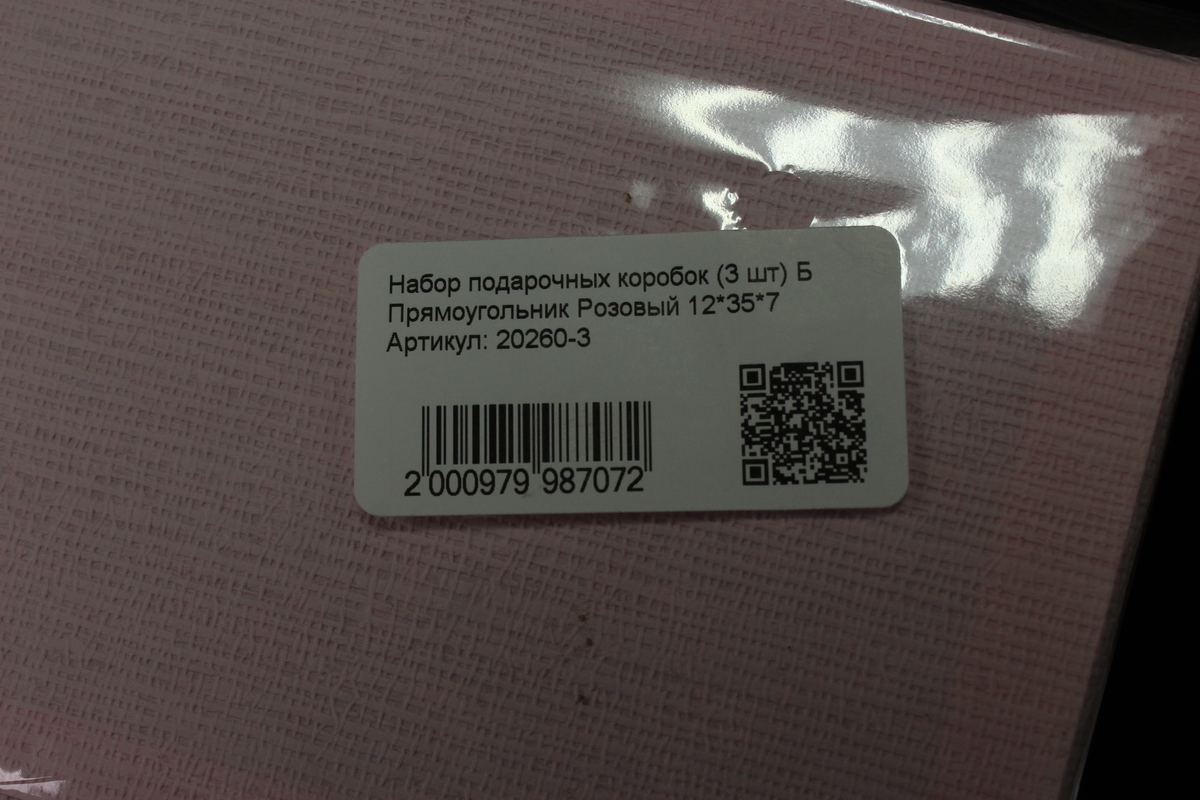 Набор подарочных коробок (3 шт) Б
Прямоугольник Розовый 12*35*7
Артикул: 20260-3
2 000979 987072